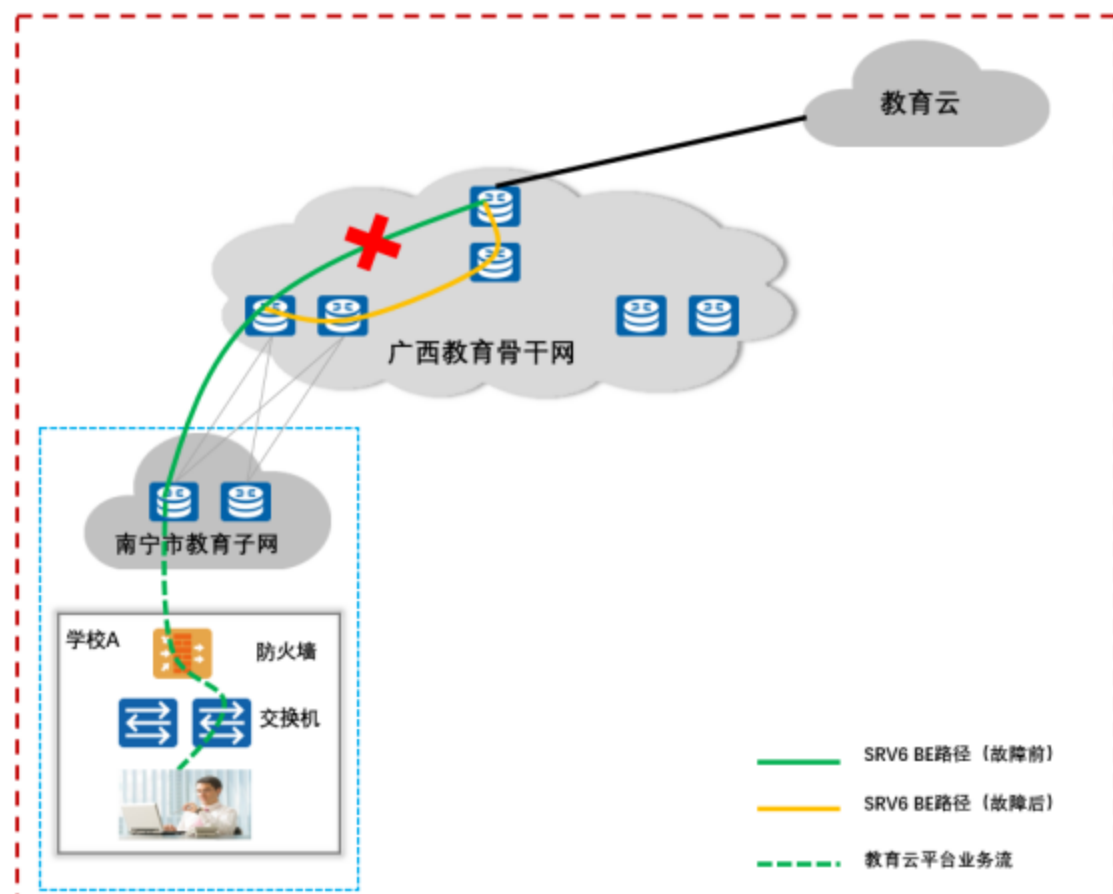 教育云
广西教育骨干网
南宁市教育子网
学校A
防火墙
交换机
SRV6 BE路径（故障前）
SRV6 BE路径（故障后）
教育云平台业务流